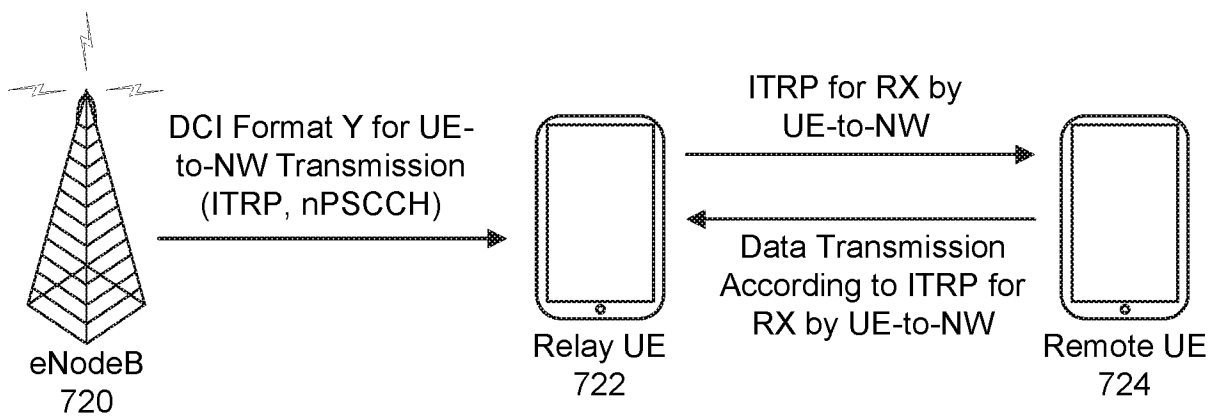 DCI Format Y for UE-
to-NW Transmission
(ITRP, nPSCCH)
ITRP for RX by
UE-to-NW
Data Transmission
According to ITRP for
RX by UE-to-NW
eNodeB
720
Relay UE
722
Remote UE
724